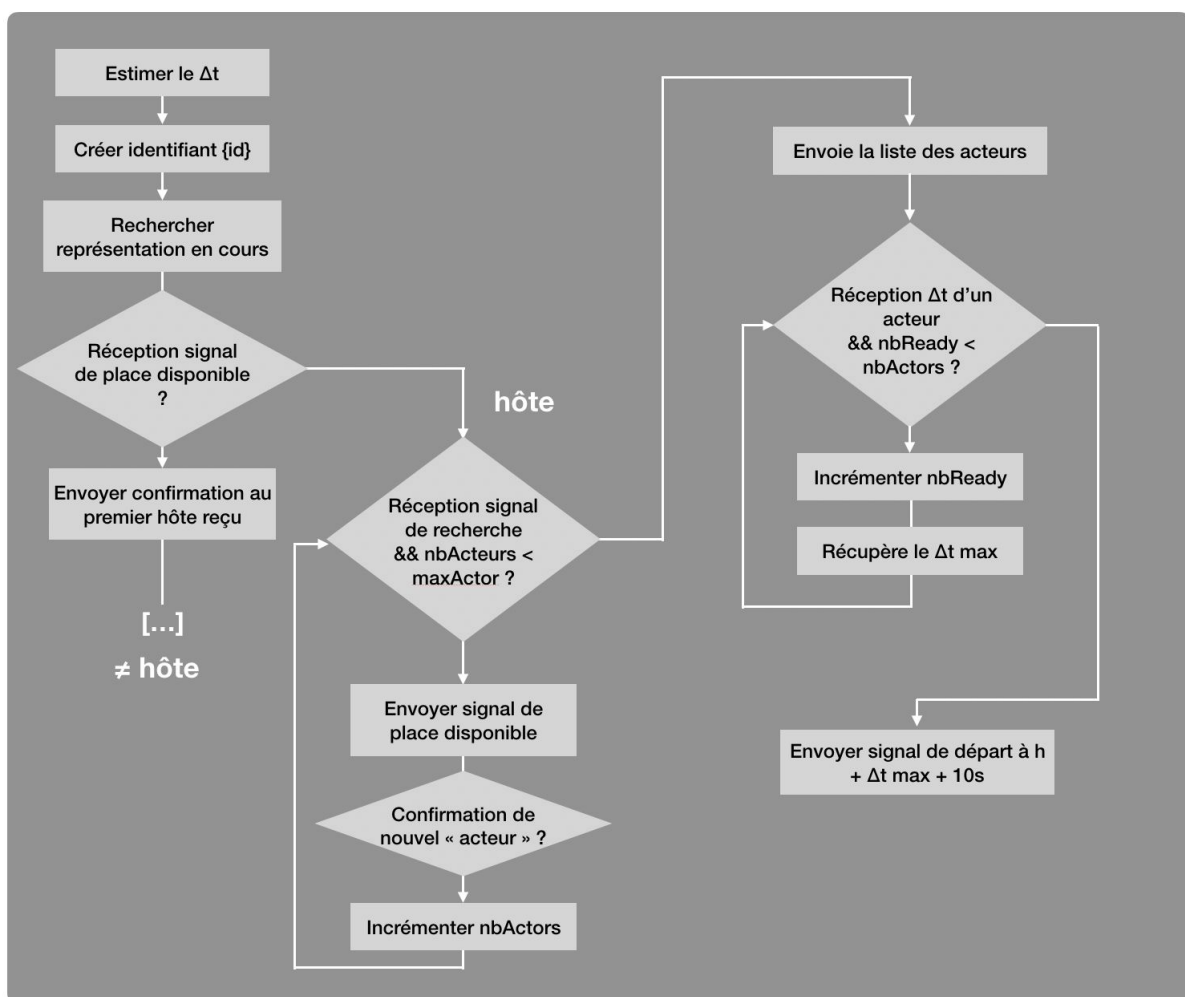 Estimer le Δt
Créer identifiant {id}
Rechercher
représentation en cours
Réception signal
de place disponible
?
Envoyer confirmation au
premier hôte reçu
[...]
≠ hôte
hôte
Réception signal
de recherche
&& nbActeurs <
maxActor ?
Envoyer signal de
place disponible
Confirmation de
nouvel « acteur » ?
Incrémenter nbActors
Envoie la liste des acteurs
Réception Δt d’un
acteur
&& nbReady <
nbActors ?
Incrémenter nbReady
Récupère le Δt max
Envoyer signal de départ à h
+ Δt max + 10s